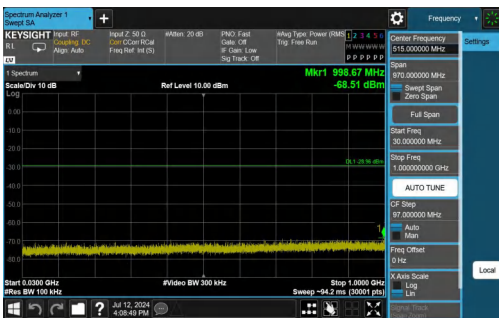 Spectrum Analyzer 1
Swept SA
+
Frequency
KEYSIGHT
RL
Input: RF
Coupling: DC
Align: Auto
Input Z: 50 Ω
Corr CCorr RCal
Freq Ref: Int (S)
#Atten: 20 dB
PNO: Fast
Gate: Off
IF Gain: Low
Sig Track: Off
#Avg Type: Power (RMS
Trig: Free Run
1 2 3 4 5 6
M W W W W W
P P P P P P
1 Spectrum
Scale/Div 10 dB
Log
Ref Level 10.00 dBm
Mkr1 998.67 MHz
-68.51 dBm
0.00
-10.0
-20.0
-30.0
-40.0
-50.0
-60.0
-70.0
-80.0
1
Start 0.0300 GHz
#Res BW 100 kHz
#Video BW 300 kHz
Stop 1.0000 GHz
Sweep ~94.2 ms (30001 pts)
Center Frequency
515.000000 MHz
Settings
Span
970.000000 MHz
Swept Span
Zero Span
Full Span
Start Freq
30.000000 MHz
Stop Freq
1.000000000 GHz
AUTO TUNE
CF Step
97.000000 MHz
Auto
Man
Freq Offset
0 Hz
X Axis Scale
Log
Lin
Local
Signal Track
?
Jul 12, 2024
4:08:49 PM